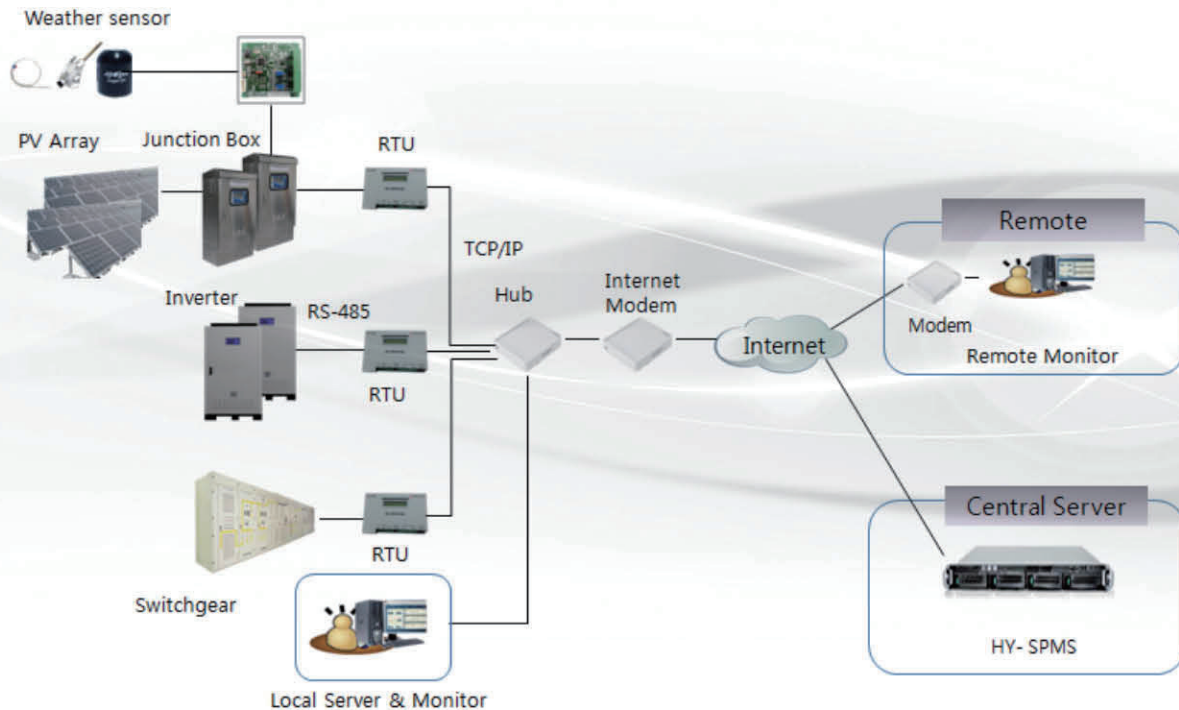 Weather sensor
PV Array
Junction Box
RTU
TCP/IP
Inverter
RS-485
Hub
Internet
Modem
RTU
Internet
Remote
Modem
Remote Monitor
RTU
Switchgear
Central Server
HY- SPMS
Local Server & Monitor